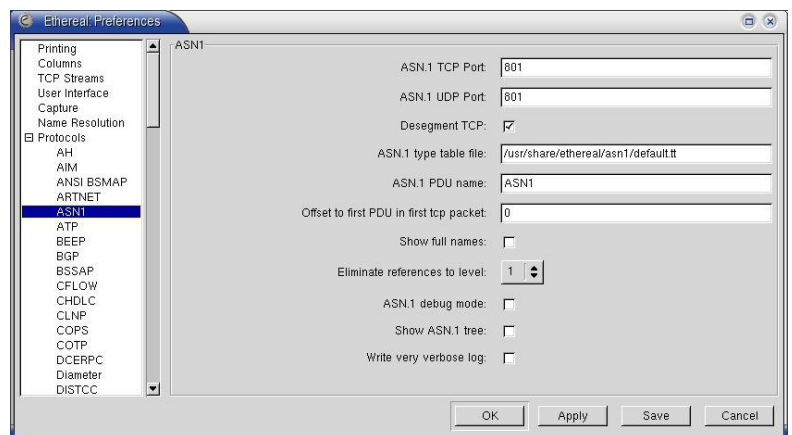 Ethereal: Preferences
Printing
Columns
TCP Streams
User Interface
Capture
Name Resolution
Protocols
AH
AIM
ANSI BSMAP
ARTNET
ASN1
ATP
BEEP
BGP
BSSAP
CFLOW
CHDLC
CLNP
COPS
COTP
DCERPC
Diameter
DISTCC
ASN1
ASN.1 TCP Port: 801
ASN.1 UDP Port: 801
Desegment TCP:
ASN.1 type table file: /usr/share/ethereal/asn1/default.tt
ASN.1 PDU name: ASN1
Offset to first PDU in first tcp packet: 0
Show full names:
Eliminate references to level: 1
ASN.1 debug mode:
Show ASN.1 tree:
Write very verbose log:
OK Apply Save Cancel